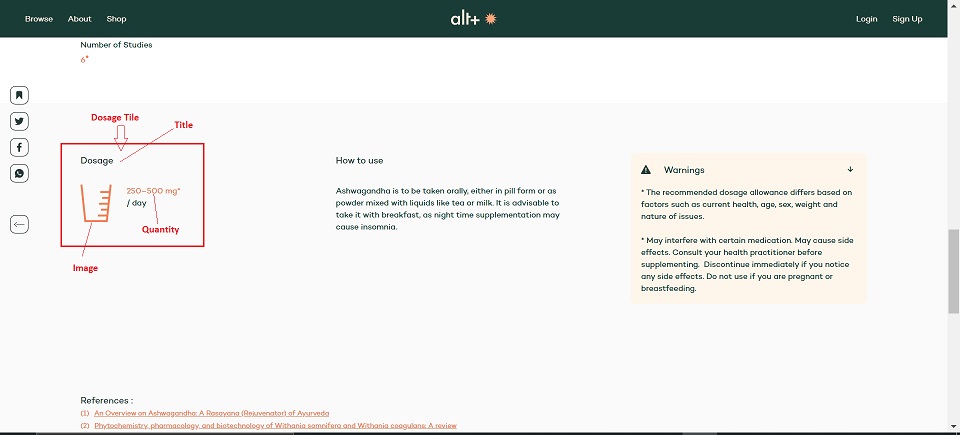 Browse About Shop
alt+
Login Sign Up
Number of Studies
6*
Dosage Tile
Title
Dosage
250–500 mg*
/ day
Quantity
Image
How to use
Ashwagandha is to be taken orally, either in pill form or as
powder mixed with liquids like tea or milk. It is advisable to
take it with breakfast, as night time supplementation may
cause insomnia.
Warnings
* The recommended dosage allowance differs based on
factors such as current health, age, sex, weight and
nature of issues.
* May interfere with certain medication. May cause side
effects. Consult your health practitioner before
supplementing. Discontinue immediately if you notice
any side effects. Do not use if you are pregnant or
breastfeeding.
References :
(1) An Overview on Ashwagandha: A Rasayana (Rejuvenator) of Ayurveda
(2) Phytochemistry, pharmacology, and biotechnology of Withania somnifera and Withania coagulans: A review